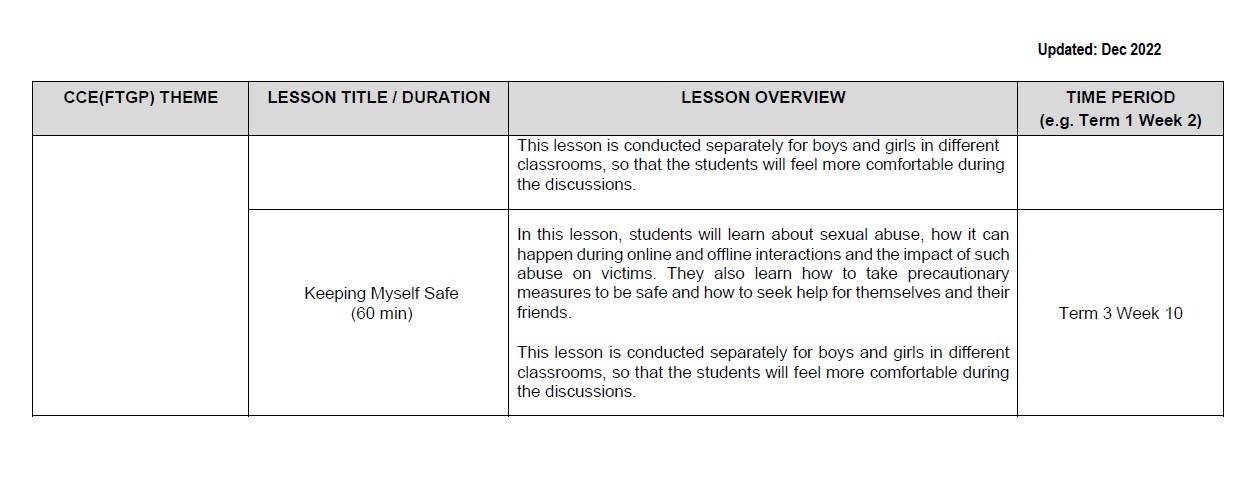 Updated: Dec 2022
CCE(FTGP) THEME
LESSON TITLE / DURATION
LESSON OVERVIEW
TIME PERIOD
(e.g. Term 1 Week 2)
This lesson is conducted separately for boys and girls in different
classrooms, so that the students will feel more comfortable during
the discussions.
Keeping Myself Safe
(60 min)
In this lesson, students will learn about sexual abuse, how it can
happen during online and offline interactions and the impact of such
abuse on victims. They also learn how to take precautionary
measures to be safe and how to seek help for themselves and their
friends.
This lesson is conducted separately for boys and girls in different
classrooms, so that the students will feel more comfortable during
the discussions.
Term 3 Week 10